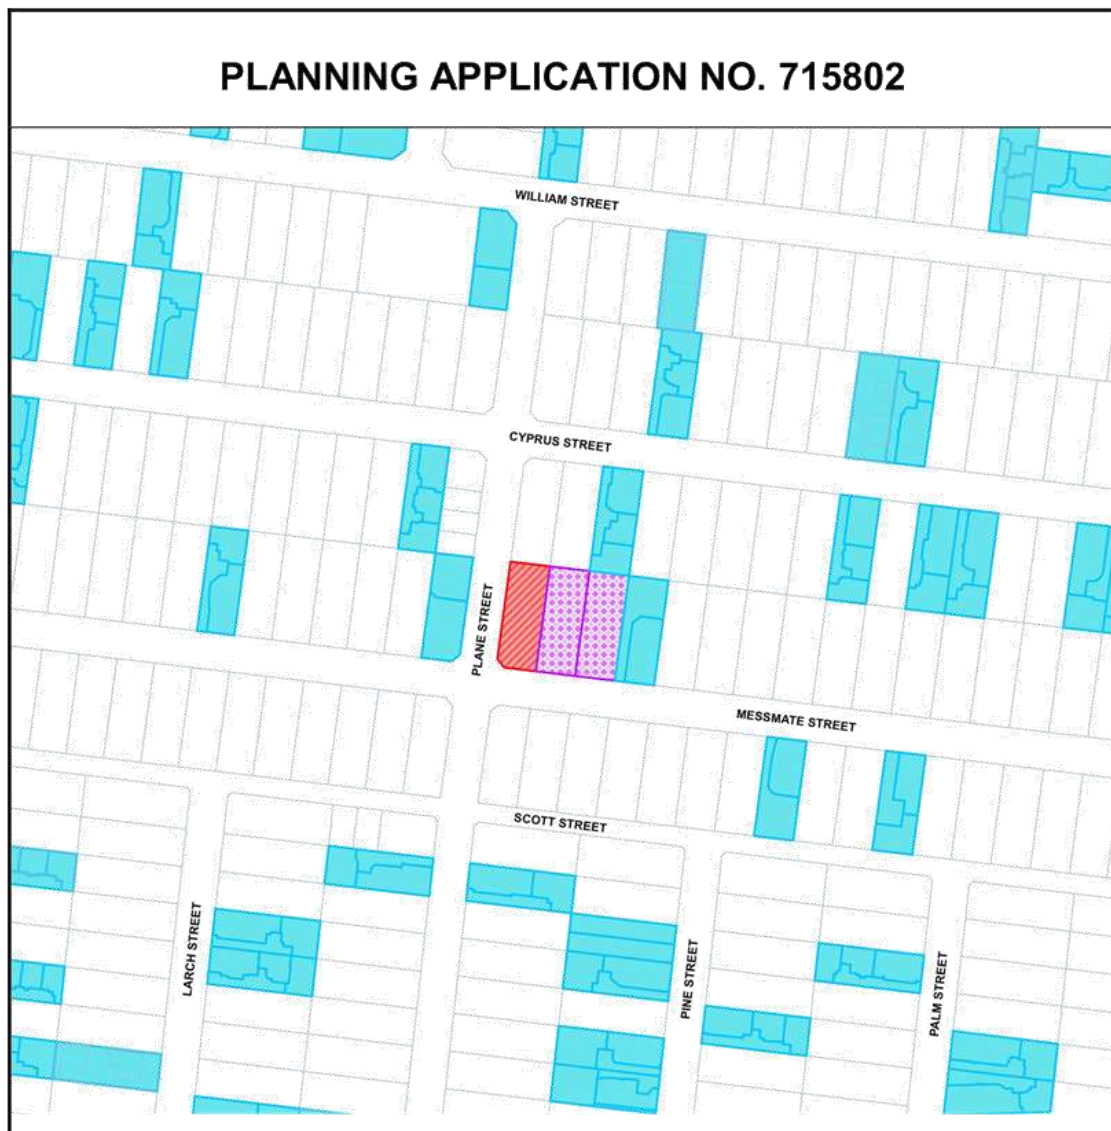 PLANNING APPLICATION NO. 715802
WILLIAM STREET
CYPRUS STREET
PLANE STREET
MESSMATE STREET
SCOTT STREET
LARCH STREET
PINE STREET
PALM STREET